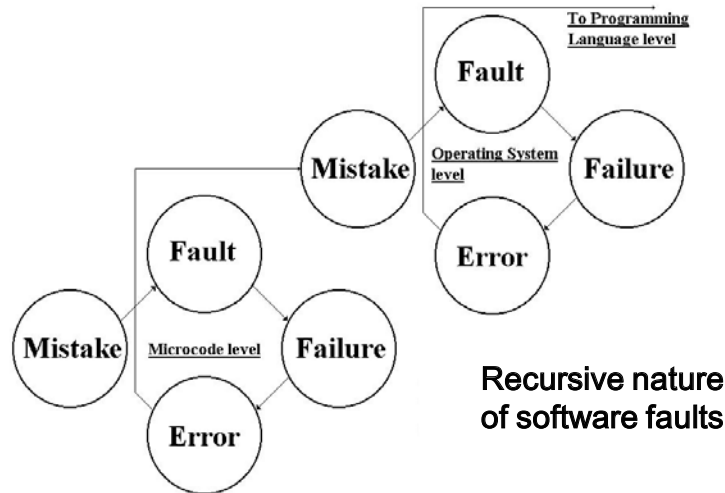 To Programming
Language level
Fault
Mistake
Operating System
level
Failure
Error
Fault
Mistake
Microcode level
Failure
Error
Recursive nature
of software faults